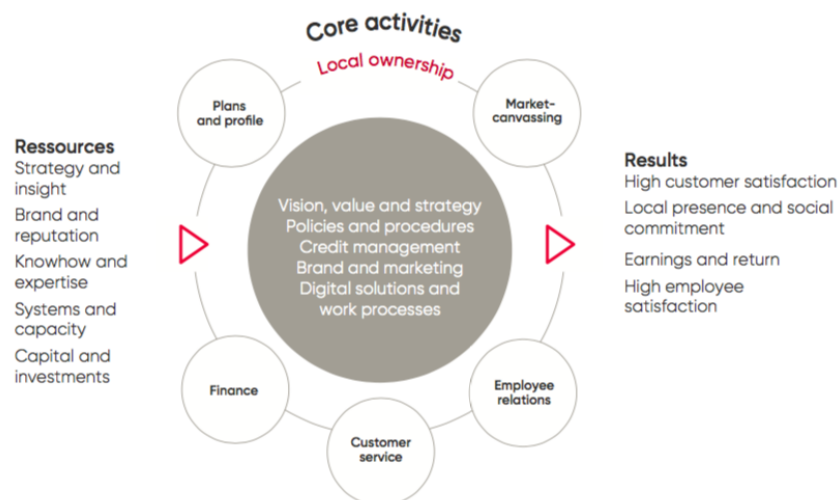 Core activities
Local ownership
Plans
and profile
Market-
canvassing
Ressources
Strategy and
insight
Brand and
reputation
Knowhow and
expertise
Systems and
capacity
Capital and
investments
Vision, value and strategy
Policies and procedures
Credit management
Brand and marketing
Digital solutions and
work processes
Results
High customer satisfaction
Local presence and social
commitment
Earnings and return
High employee
satisfaction
Finance
Customer
service
Employee
relations